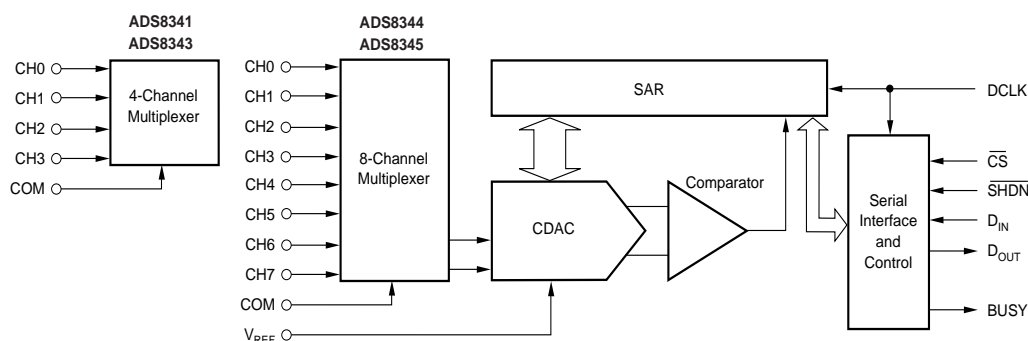 ADS8341
ADS8343
CH0
CH1
CH2
CH3
COM
4-Channel
Multiplexer
ADS8344
ADS8345
CH0
CH1
CH2
CH3
CH4
CH5
CH6
CH7
COM
VREF
8-Channel
Multiplexer
SAR
CDAC
Comparator
Serial
Interface
and
Control
DCLK
CS
SHDN
DIN
DOUT
BUSY